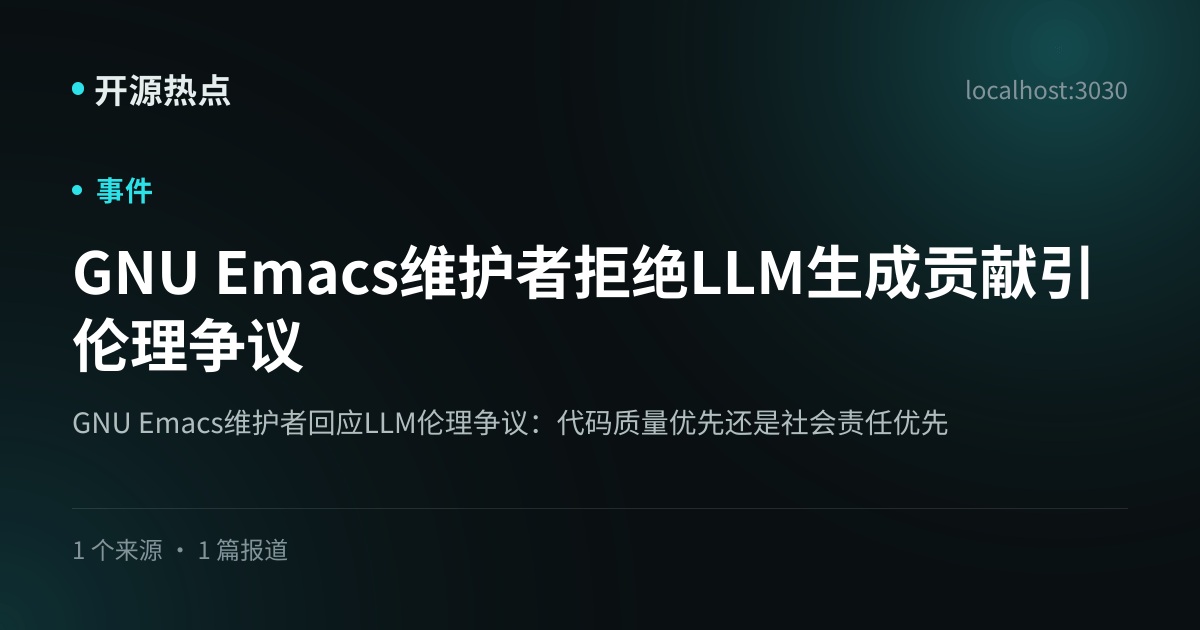 开源热点
localhost:3030
事件
GNU Emacs维护者拒绝LLM生成贡献引
伦理争议
GNU Emacs维护者回应LLM伦理争议：代码质量优先还是社会责任优先
1 个来源 · 1 篇报道